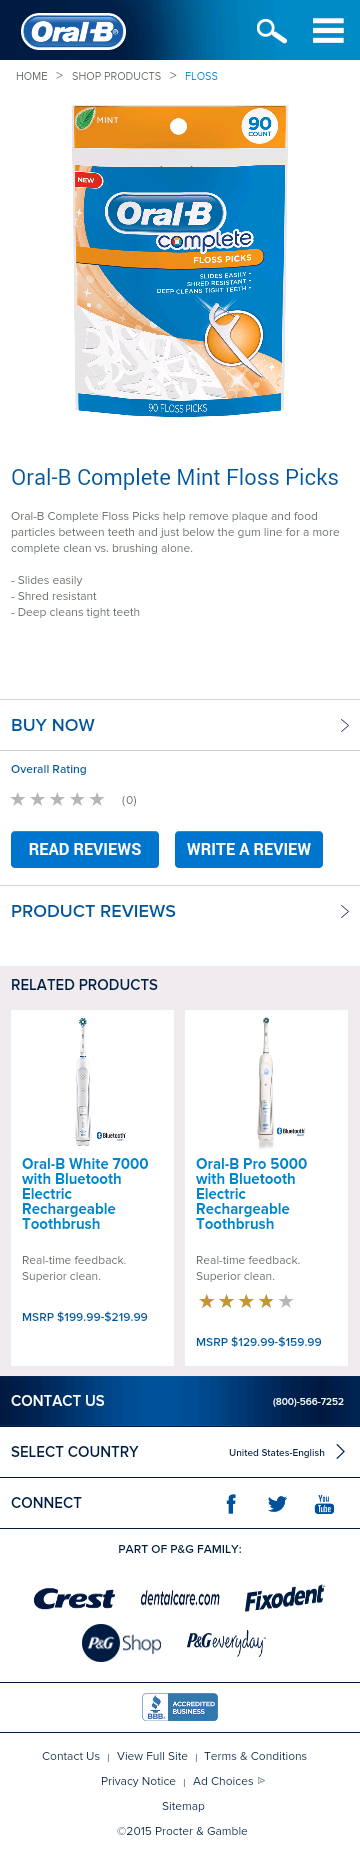 Oral-B
HOME > SHOP PRODUCTS > FLOSS
MINT
90
COUNT
NEW
Oral-B
complete
FLOSS PICKS
SLIDES EASILY
SHRED RESISTANT
DEEP CLEANS TIGHT TEETH
90 FLOSS PICKS
Oral-B Complete Mint Floss Picks
Oral-B Complete Floss Picks help remove plaque and food
particles between teeth and just below the gum line for a more
complete clean vs. brushing alone.
- Slides easily
- Shred resistant
- Deep cleans tight teeth
BUY NOW
Overall Rating
(0)
READ REVIEWS WRITE A REVIEW
PRODUCT REVIEWS
RELATED PRODUCTS
Bluetooth
Oral-B White 7000
with Bluetooth
Electric
Rechargeable
Toothbrush
Real-time feedback.
Superior clean.
MSRP $199.99-$219.99
Bluetooth
Oral-B Pro 5000
with Bluetooth
Electric
Rechargeable
Toothbrush
Real-time feedback.
Superior clean.
MSRP $129.99-$159.99
CONTACT US (800)-566-7252
SELECT COUNTRY United States-English
CONNECT f You Tube
PART OF P&G FAMILY:
Crest dentalcare.com Fixodent
P&G Shop P&G everyday
BBB ACCREDITED
BUSINESS
Contact Us | View Full Site | Terms & Conditions
Privacy Notice | Ad Choices
Sitemap
©2015 Procter & Gamble